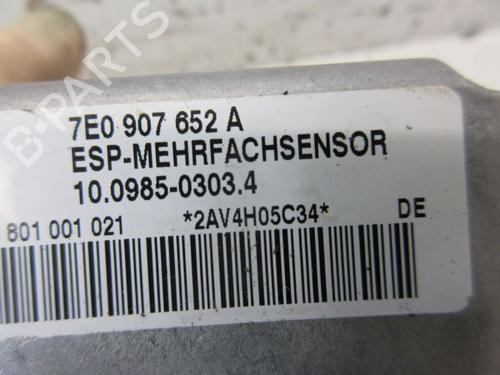 B-PARTS
7E0 907 652 A
ESP-MEHRFACHSENSOR
10.0985-0303.4
801 001 021 *2AV4H05C34* DE